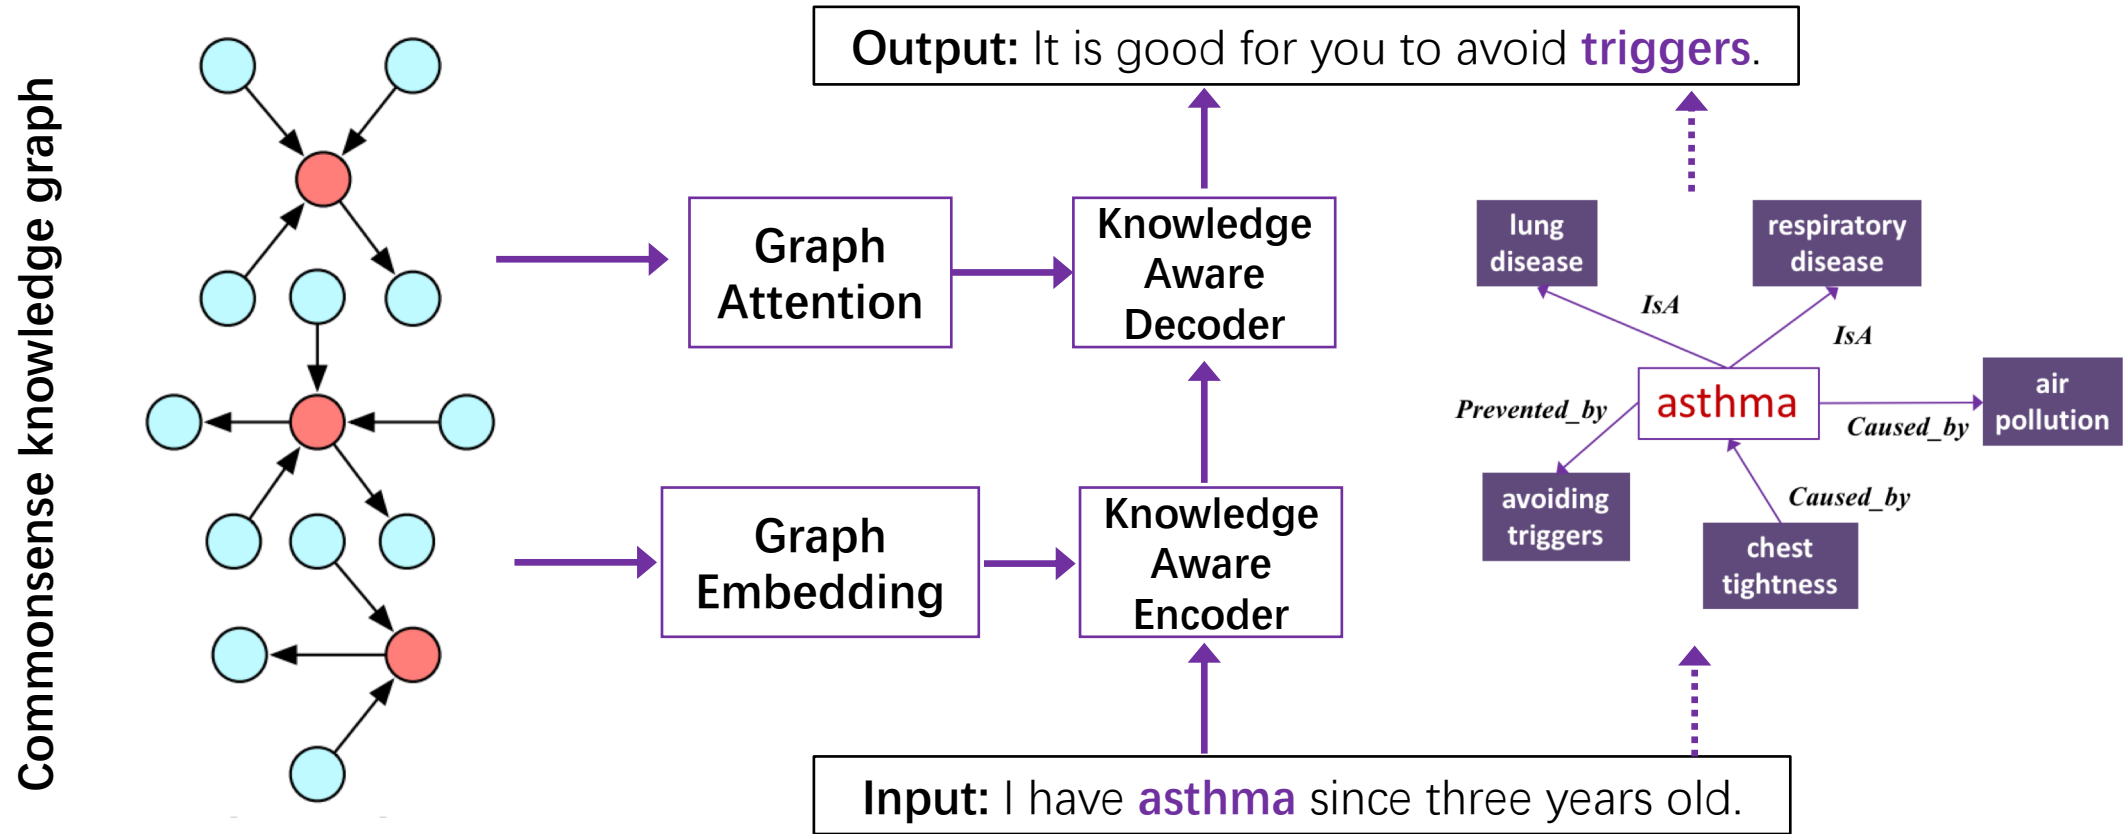 Commonsense knowledge graph
Output: It is good for you to avoid triggers.
Graph
Attention
Knowledge
Aware
Decoder
Graph
Embedding
Knowledge
Aware
Encoder
Input: I have asthma since three years old.
lung
disease
respiratory
disease
IsA
IsA
asthma
air
pollution
Prevented_by
Caused_by
avoiding
triggers
Caused_by
chest
tightness